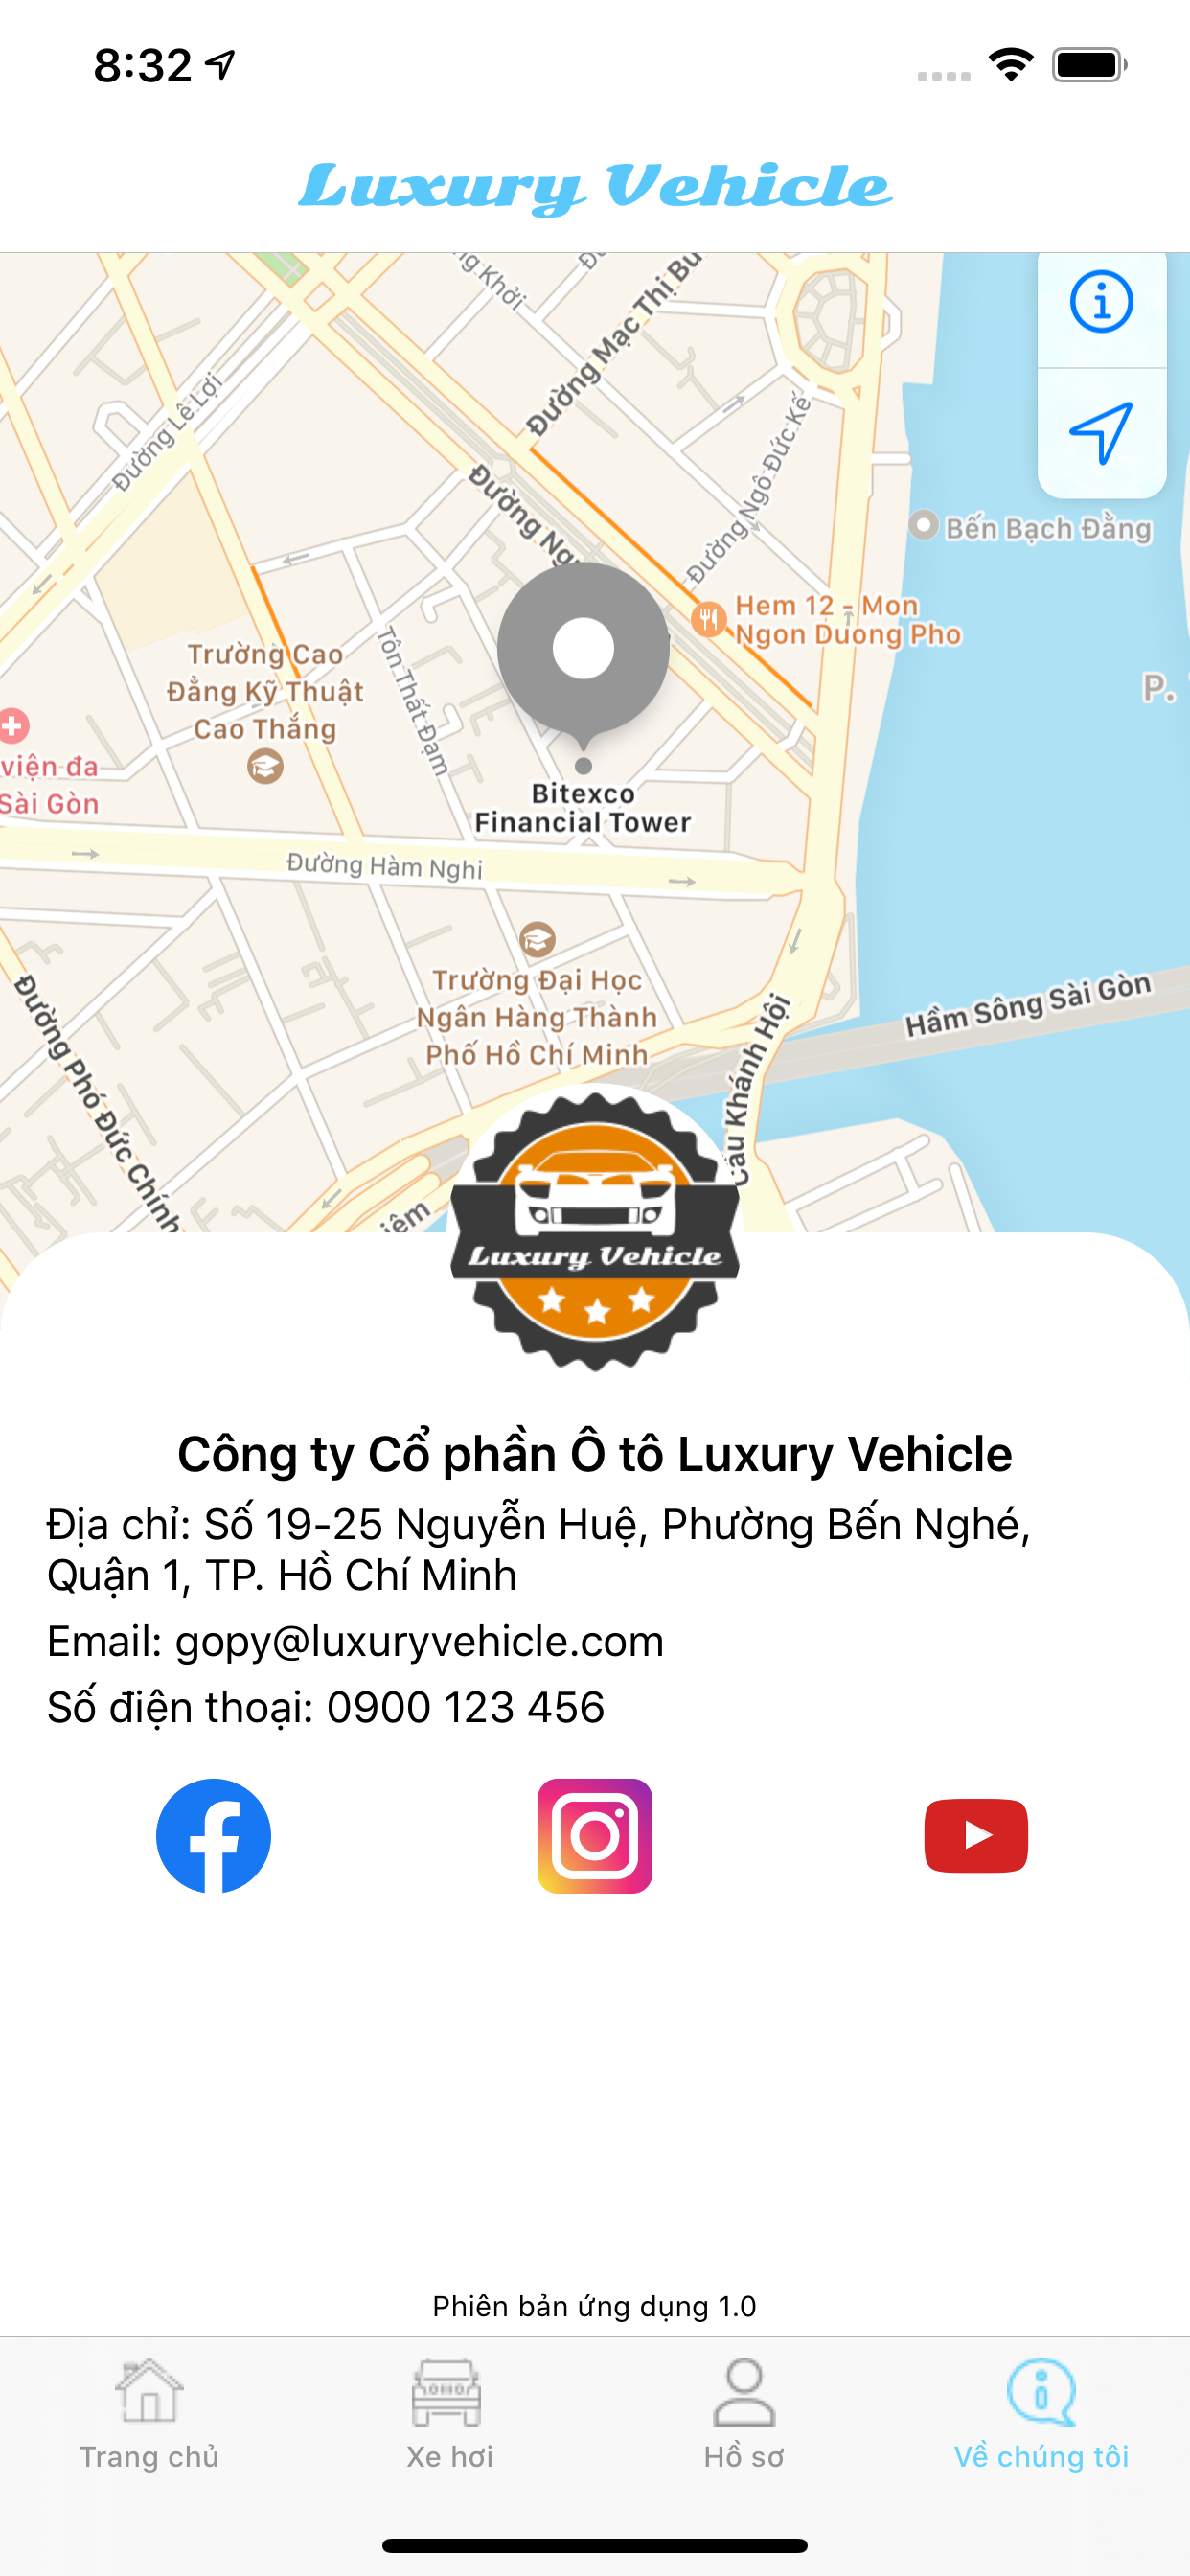 8:32
Luxury Vehicle
ng Khởi
Đường Mạc Thị Bư
Đường Lê Lợi
Đường Ngô Đức Kế
Đường Ngu
Bến Bạch Đằng
Hem 12 - Mon
Ngon Duong Pho
Trường Cao
Đẳng Kỹ Thuật
Cao Thắng
Tôn Thất Đạm
P.
viện đa
Sài Gòn
Bitexco
Financial Tower
Đường Hàm Nghi
Trường Đại Học
Ngân Hàng Thành
Phố Hồ Chí Minh
Hầm Sông Sài Gòn
Cầu Khánh Hội
Đường Phó Đức Chính
iêm
Luxury Vehicle
Công ty Cổ phần Ô tô Luxury Vehicle
Địa chỉ: Số 19-25 Nguyễn Huệ, Phường Bến Nghé,
Quận 1, TP. Hồ Chí Minh
Email: gopy@luxuryvehicle.com
Số điện thoại: 0900 123 456
Phiên bản ứng dụng 1.0
Trang chủ
Xe hơi
Hồ sơ
Về chúng tôi